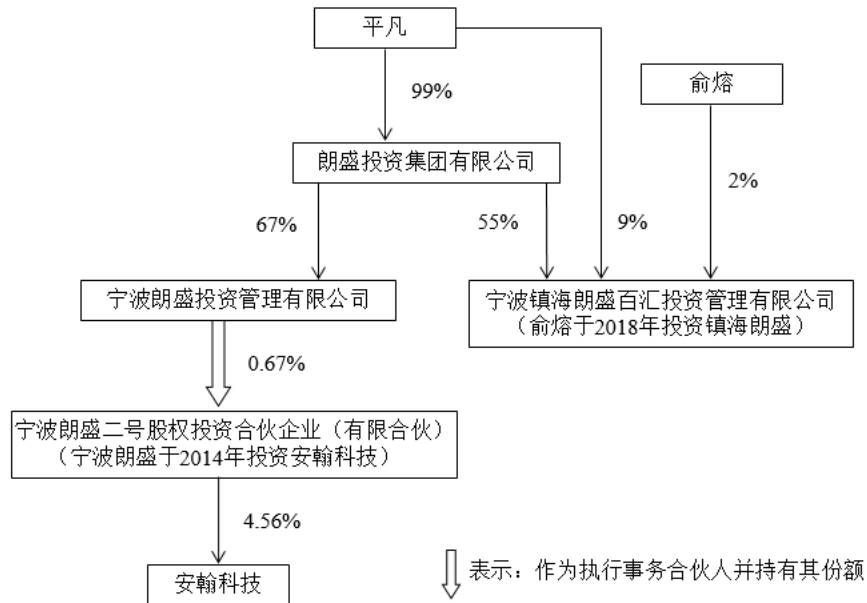 平凡
俞熔
99%
朗盛投资集团有限公司
2%
67%
55%
9%
宁波朗盛投资管理有限公司
宁波镇海朗盛百汇投资管理有限公司
（俞熔于2018年投资镇海朗盛）
0.67%
宁波朗盛二号股权投资合伙企业（有限合伙）
（宁波朗盛于2014年投资安翰科技）
4.56%
安翰科技
表示：作为执行事务合伙人并持有其份额